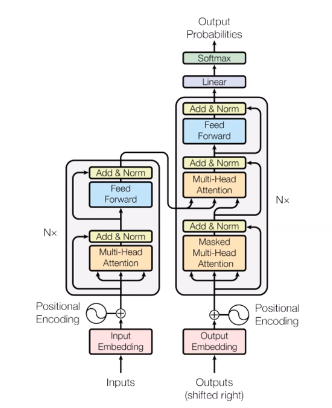 Output
Probabilities
Softmax
Linear
Add & Norm
Feed
Forward
Add & Norm
Multi-Head
Attention
Add & Norm
Masked
Multi-Head
Attention
Nx
Add & Norm
Feed
Forward
Add & Norm
Multi-Head
Attention
Nx
Positional
Encoding
Positional
Encoding
Input
Embedding
Output
Embedding
Inputs
Outputs
(shifted right)